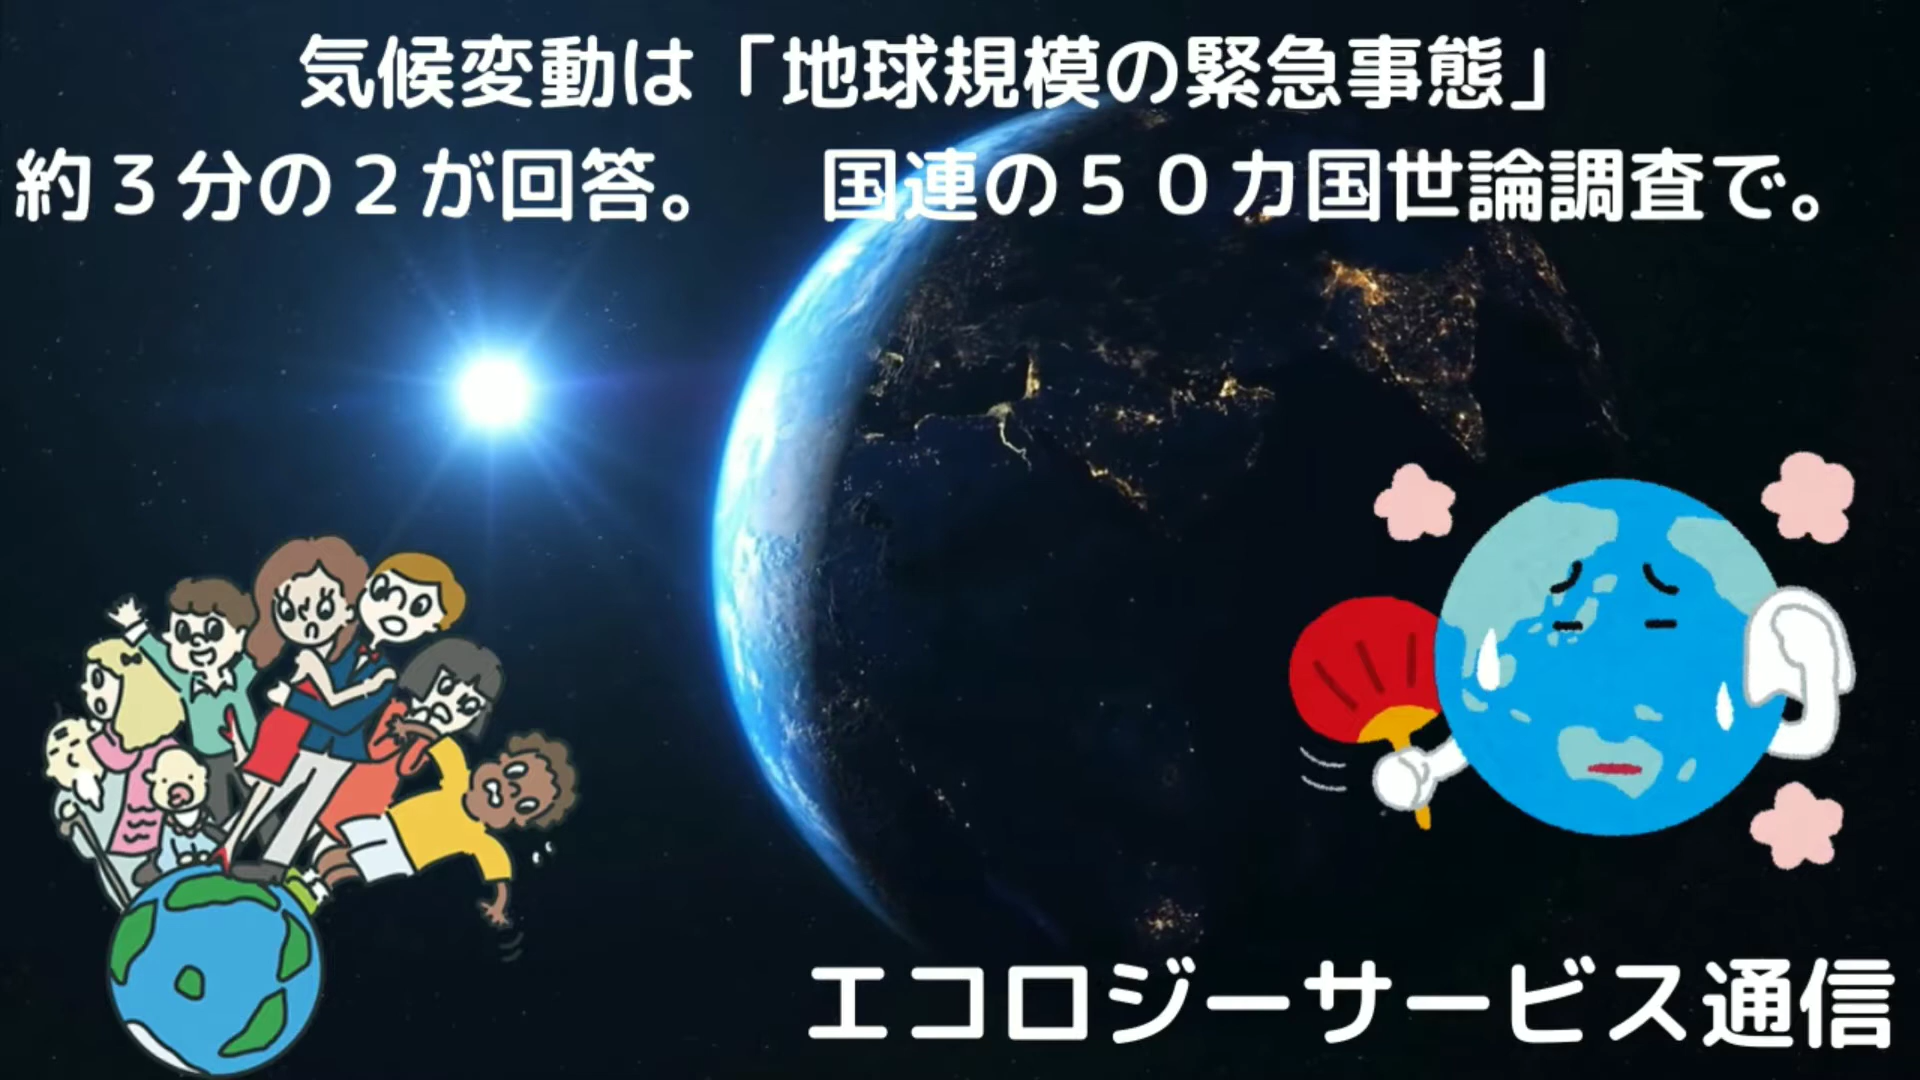 気候変動は「地球規模の緊急事態」
約３分の２が回答。　国連の５０カ国世論調査で。
エコロジーサービス通信